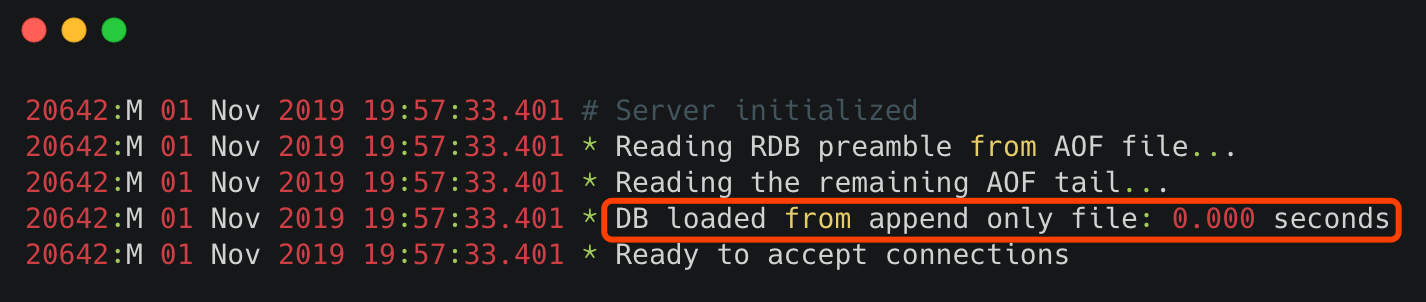 20642:M 01 Nov 2019 19:57:33.401 # Server initialized
20642:M 01 Nov 2019 19:57:33.401 * Reading RDB preamble from AOF file...
20642:M 01 Nov 2019 19:57:33.401 * Reading the remaining AOF tail...
20642:M 01 Nov 2019 19:57:33.401 * DB loaded from append only file: 0.000 seconds
20642:M 01 Nov 2019 19:57:33.401 * Ready to accept connections